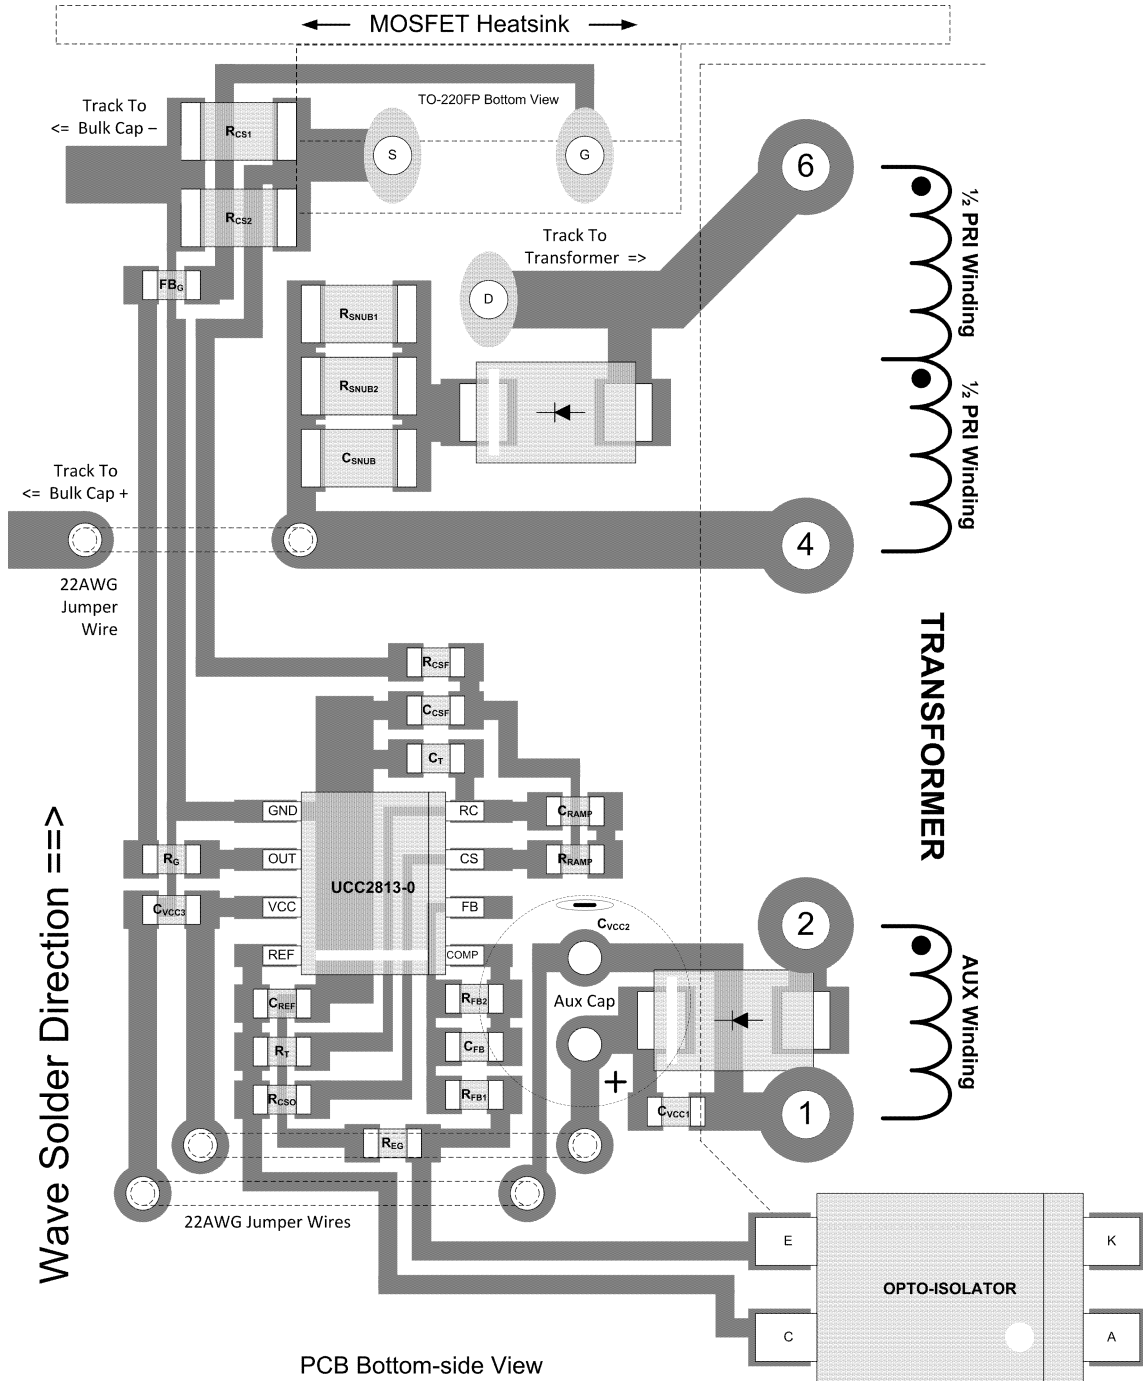 MOSFET Heatsink
TO-220FP Bottom View
Track To
<= Bulk Cap –
RCS1
S
G
6
RCS2
½ PRI Winding
Track To
Transformer =>
FBG
D
RSNUB1
RSNUB2
CSNUB
½ PRI Winding
Track To
<= Bulk Cap +
4
22AWG
Jumper
Wire
TRANSFORMER
RCSF
CCSF
CT
GND
RC
CRAMP
RG
OUT
CS
RRAMP
UCC2813-0
CVCC3
VCC
FB
CVCC2
2
REF
COMP
AUX Winding
CREF
RFB2
Aux Cap
RT
CFB
+
RCSO
RFB1
CVCC1
1
REG
22AWG Jumper Wires
Wave Solder Direction ==>
E
K
OPTO-ISOLATOR
C
A
PCB Bottom-side View